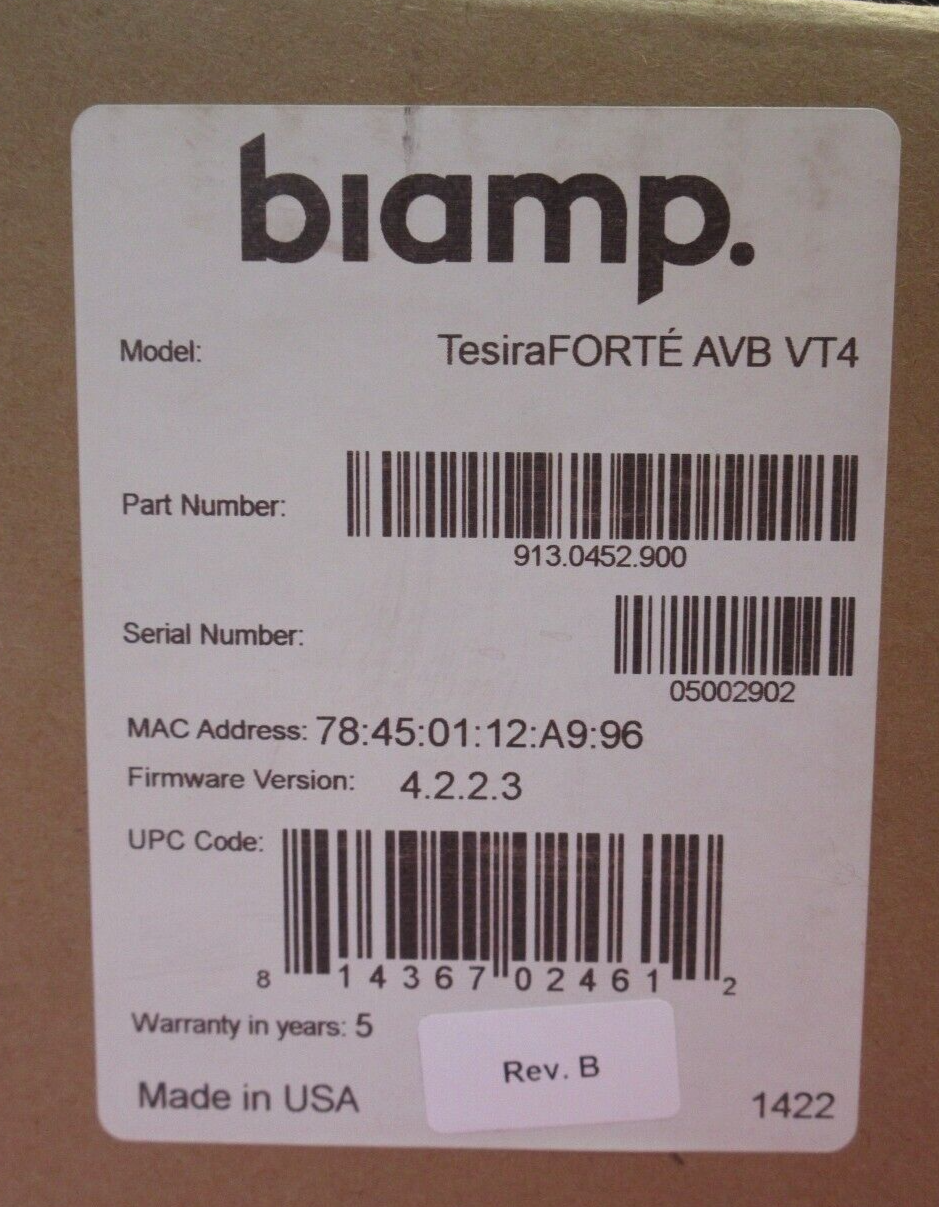 bıamp.
Model: TesiraFORTÉ AVB VT4
Part Number:
913.0452.900
Serial Number:
05002902
MAC Address: 78:45:01:12:A9:96
Firmware Version: 4.2.2.3
UPC Code:
8 14367 02461 2
Warranty in years: 5
Rev. B
Made in USA 1422